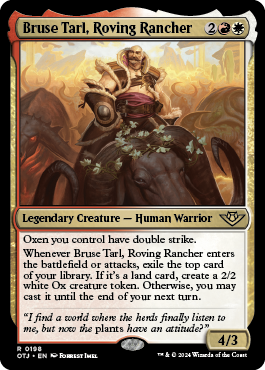 Bruse Tarl, Roving Rancher 2
Legendary Creature — Human Warrior
Oxen you control have double strike.
Whenever Bruse Tarl, Roving Rancher enters
the battlefield or attacks, exile the top card
of your library. If it's a land card, create a 2/2
white Ox creature token. Otherwise, you may
cast it until the end of your next turn.
“I find a world where the herds finally listen to
me, but now the plants have an attitude?”
4/3
R 0198
OTJ • EN Forrest Imel
™ & © 2024 Wizards of the Coast